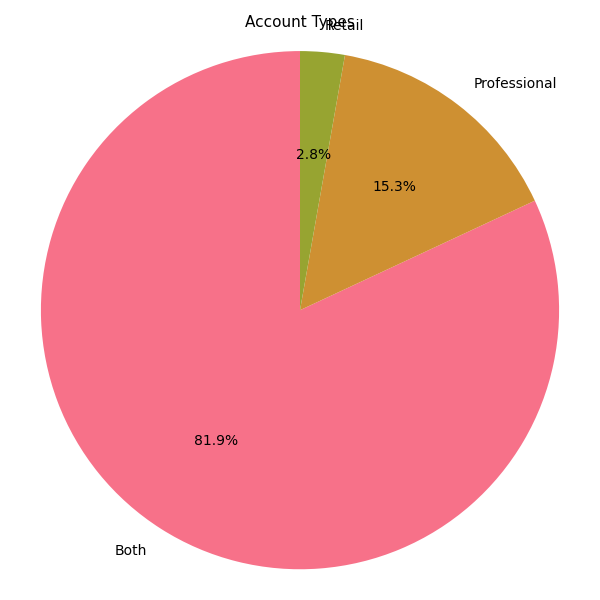 Account Types
Retail
Professional
2.8%
15.3%
81.9%
Both